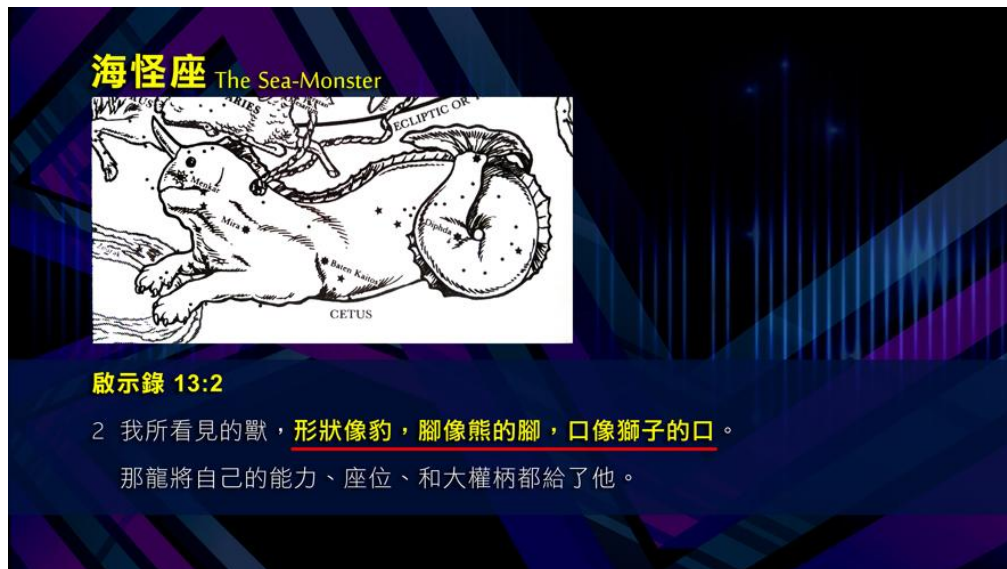 海怪座 The Sea-Monster
ARIES
ECLIPTIC OR
Menkar
Mira
Diphda
Baten Kaitos
CETUS
啟示錄 13:2
2 我所看見的獸，形狀像豹，腳像熊的腳，口像獅子的口。
那龍將自己的能力、座位、和大權柄都給了他。